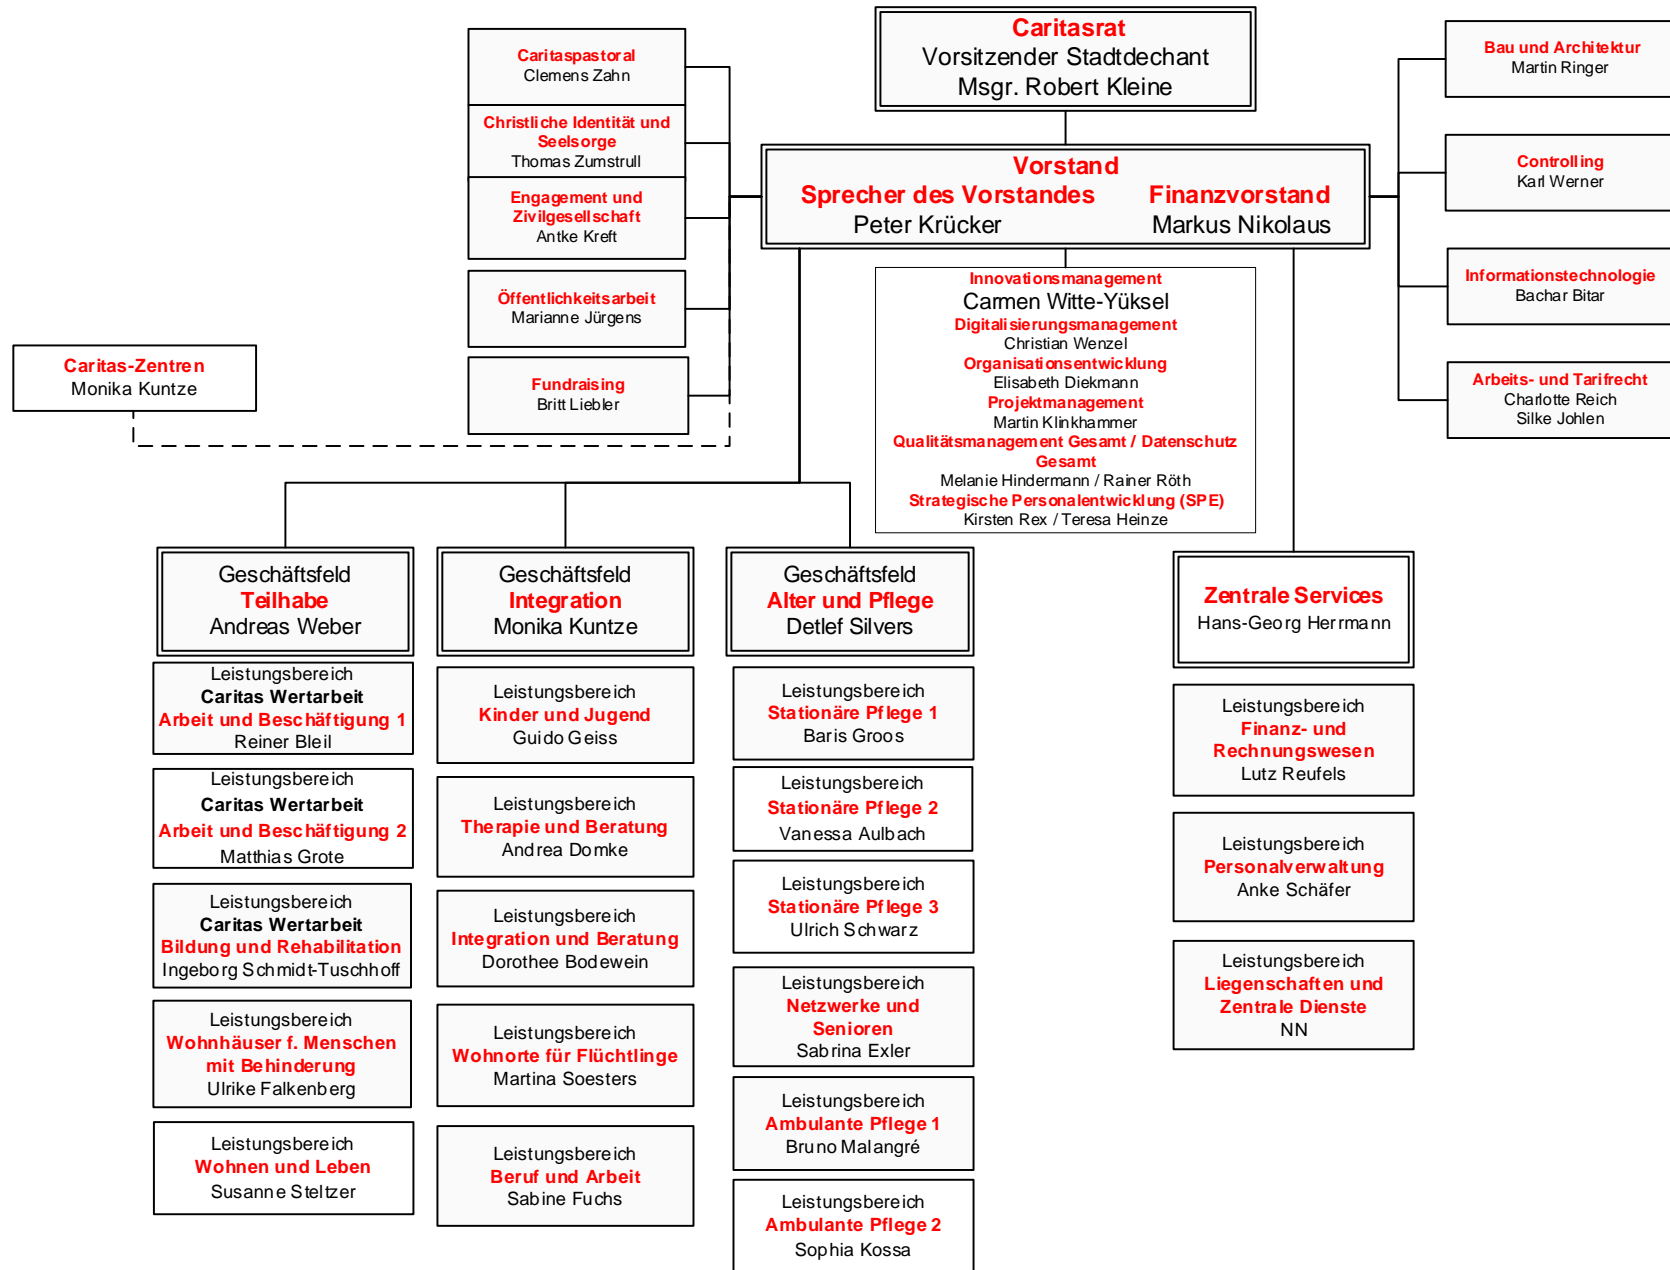 Caritasrat
Vorsitzender Stadtdechant
Msgr. Robert Kleine
Caritaspastoral
Clemens Zahn
Christliche Identität und
Seelsorge
Thomas Zumstrull
Engagement und
Zivilgesellschaft
Antke Kreft
Öffentlichkeitsarbeit
Marianne Jürgens
Fundraising
Britt Liebler
Caritas-Zentren
Monika Kuntze
Vorstand
Sprecher des Vorstandes Finanzvorstand
Peter Krücker Markus Nikolaus
Bau und Architektur
Martin Ringer
Controlling
Karl Werner
Informationstechnologie
Bachar Bitar
Arbeits- und Tarifrecht
Charlotte Reich
Silke Johlen
Innovationsmanagement
Carmen Witte-Yüksel
Digitalisierungsmanagement
Christian Wenzel
Organisationsentwicklung
Elisabeth Diekmann
Projektmanagement
Martin Klinkhammer
Qualitätsmanagement Gesamt / Datenschutz
Gesamt
Melanie Hindermann / Rainer Röth
Strategische Personalentwicklung (SPE)
Kirsten Rex / Teresa Heinze
Geschäftsfeld
Teilhabe
Andreas Weber
Leistungsbereich
Caritas Wertarbeit
Arbeit und Beschäftigung 1
Reiner Bleil
Leistungsbereich
Caritas Wertarbeit
Arbeit und Beschäftigung 2
Matthias Grote
Leistungsbereich
Caritas Wertarbeit
Bildung und Rehabilitation
Ingeborg Schmidt-Tuschhoff
Leistungsbereich
Wohnhäuser f. Menschen
mit Behinderung
Ulrike Falkenberg
Leistungsbereich
Wohnen und Leben
Susanne Steltzer
Geschäftsfeld
Integration
Monika Kuntze
Leistungsbereich
Kinder und Jugend
Guido Geiss
Leistungsbereich
Therapie und Beratung
Andrea Domke
Leistungsbereich
Integration und Beratung
Dorothee Bodewein
Leistungsbereich
Wohnorte für Flüchtlinge
Martina Soesters
Leistungsbereich
Beruf und Arbeit
Sabine Fuchs
Geschäftsfeld
Alter und Pflege
Detlef Silvers
Leistungsbereich
Stationäre Pflege 1
Baris Groos
Leistungsbereich
Stationäre Pflege 2
Vanessa Aulbach
Leistungsbereich
Stationäre Pflege 3
Ulrich Schwarz
Leistungsbereich
Netzwerke und
Senioren
Sabrina Exler
Leistungsbereich
Ambulante Pflege 1
Bruno Malangré
Leistungsbereich
Ambulante Pflege 2
Sophia Kossa
Zentrale Services
Hans-Georg Herrmann
Leistungsbereich
Finanz- und
Rechnungswesen
Lutz Reufels
Leistungsbereich
Personalverwaltung
Anke Schäfer
Leistungsbereich
Liegenschaften und
Zentrale Dienste
NN